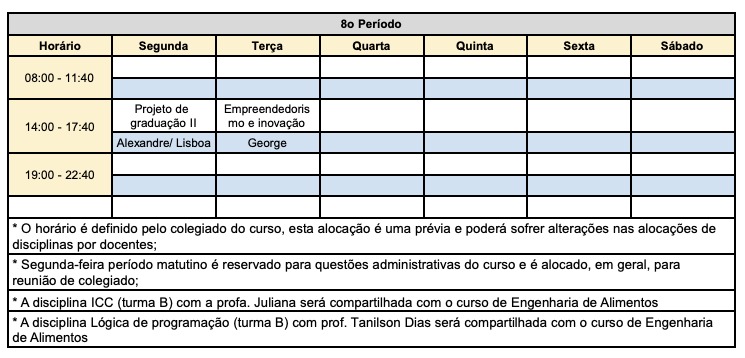 8o Período
Horário Segunda Terça Quarta Quinta Sexta Sábado
08:00 - 11:40
14:00 - 17:40
Projeto de
graduação II
Empreendedoris
mo e inovação
Alexandre/ Lisboa George
19:00 - 22:40
* O horário é definido pelo colegiado do curso, esta alocação é uma prévia e poderá sofrer alterações nas alocações de
disciplinas por docentes;
* Segunda-feira período matutino é reservado para questões administrativas do curso e é alocado, em geral, para
reunião de colegiado;
* A disciplina ICC (turma B) com a profa. Juliana será compartilhada com o curso de Engenharia de Alimentos
* A disciplina Lógica de programação (turma B) com prof. Tanilson Dias será compartilhada com o curso de Engenharia
de Alimentos